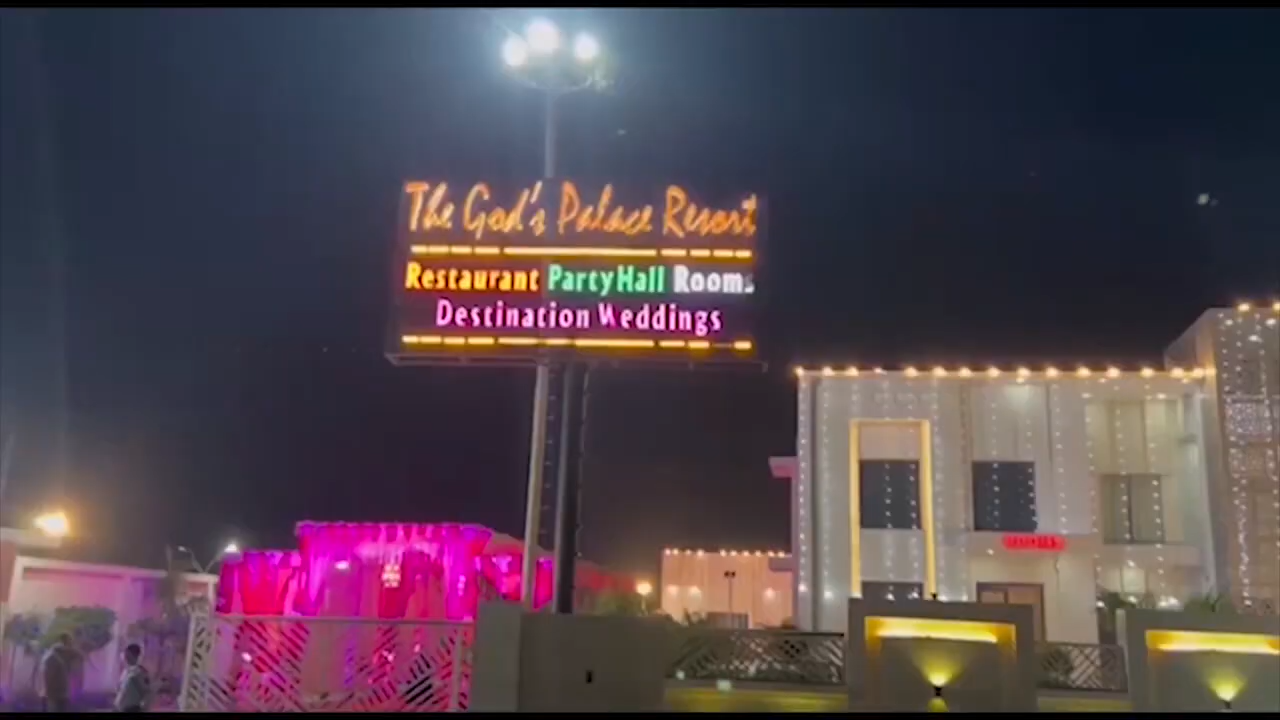 The God's Palace Resort
Restaurant PartyHall Rooms
Destination Weddings